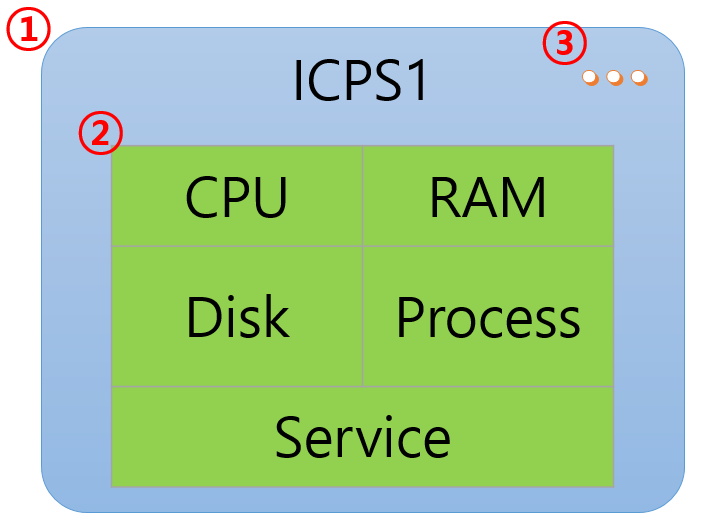 ①
③
ICPS1
②
CPU RAM
Disk Process
Service